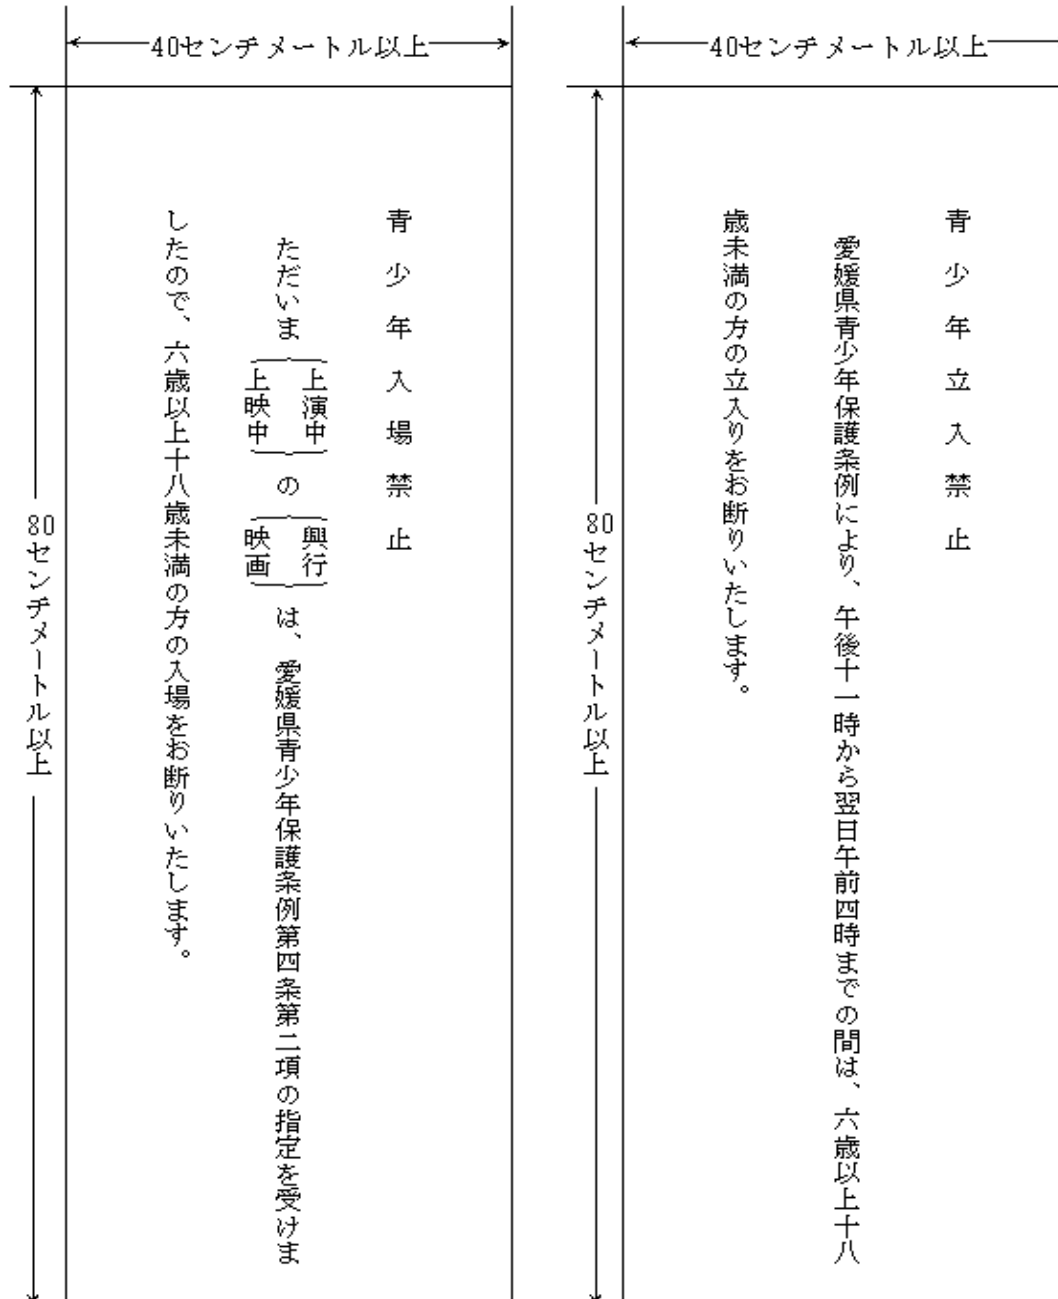 40センチメートル以上
80センチメートル以上
青少年立入禁止
愛媛県青少年保護条例により、午後十一時から翌日午前四時までの間は、六歳以上十八
歳未満の方の立入りをお断りいたします。
40センチメートル以上
80センチメートル以上
青少年入場禁止
ただいま{上演中 上映中}の{興行 映画}は、愛媛県青少年保護条例第四条第二項の指定を受けま
したので、六歳以上十八歳未満の方の入場をお断りいたします。